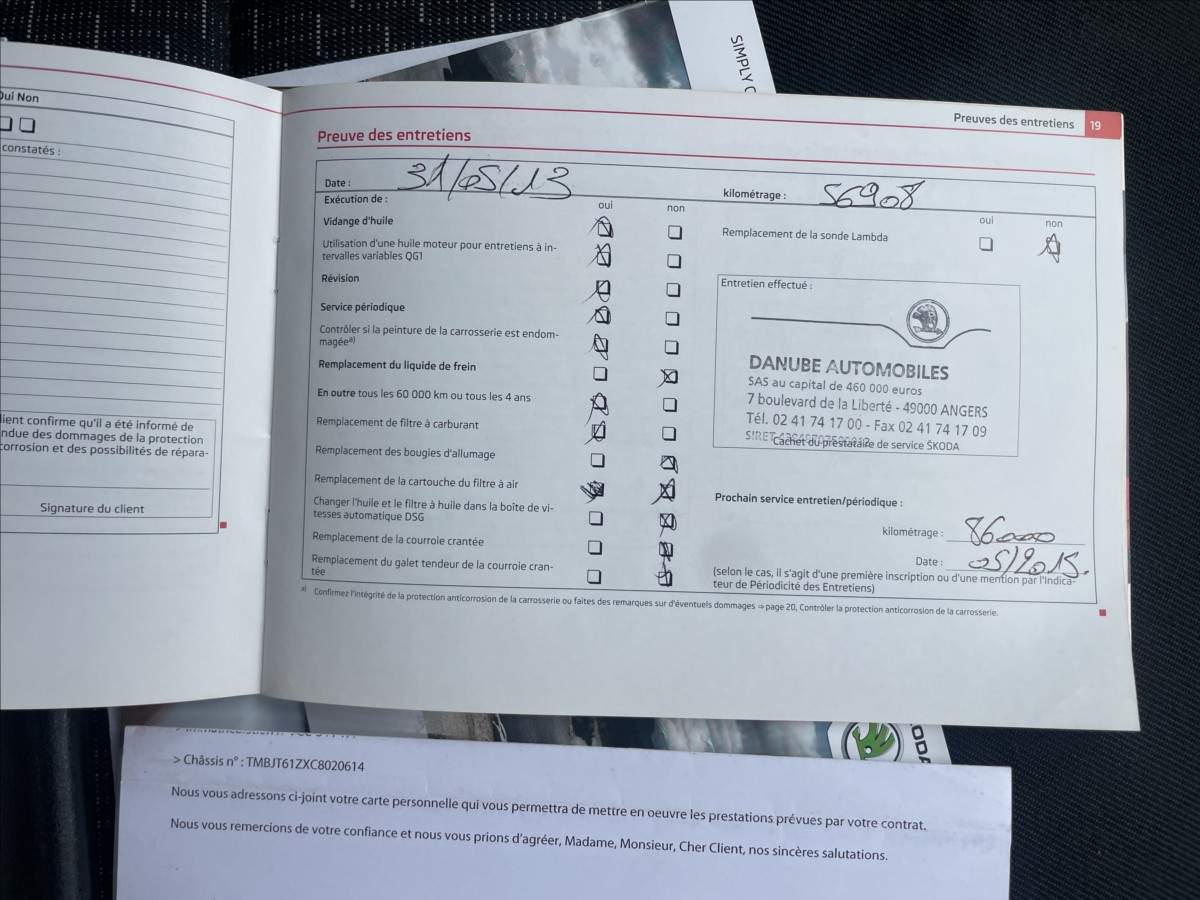 SIMPLY
Oui Non
constatés :
client confirme qu'il a été informé de
ndue des dommages de la protection
corrosion et des possibilités de répara-
Signature du client
Preuves des entretiens 19
Preuve des entretiens
Date : 31/05/13
kilométrage : 56908
Exécution de :
oui non
oui non
Vidange d'huile
Remplacement de la sonde Lambda
Utilisation d'une huile moteur pour entretiens à in-
tervalles variables QG1
Révision
Service périodique
Contrôler si la peinture de la carrosserie est endom-
magée a)
Remplacement du liquide de frein
En outre tous les 60 000 km ou tous les 4 ans
Remplacement de filtre à carburant
Remplacement des bougies d'allumage
Remplacement de la cartouche du filtre à air
Changer l'huile et le filtre à huile dans la boîte de vi-
tesses automatique DSG
Remplacement de la courroie crantée
Remplacement du galet tendeur de la courroie cran-
tée
Entretien effectué :
DANUBE AUTOMOBILES
SAS au capital de 460 000 euros
7 boulevard de la Liberté - 49000 ANGERS
Tél. 02 41 74 17 00 - Fax 02 41 74 17 09
SIRET
Cachet du prestataire de service ŠKODA
Prochain service entretien/périodique :
kilométrage : 86000
Date : 05/2015.
(selon le cas, il s'agit d'une première inscription ou d'une mention par l'Indica-
teur de Périodicité des Entretiens)
a) Confirmez l'intégrité de la protection anticorrosion de la carrosserie ou faites des remarques sur d'éventuels dommages ⇒ page 20, Contrôler la protection anticorrosion de la carrosserie.
ODA
> Châssis n° : TMBJT61ZXC8020614
Nous vous adressons ci-joint votre carte personnelle qui vous permettra de mettre en oeuvre les prestations prévues par votre contrat.
Nous vous remercions de votre confiance et nous vous prions d'agréer, Madame, Monsieur, Cher Client, nos sincères salutations.